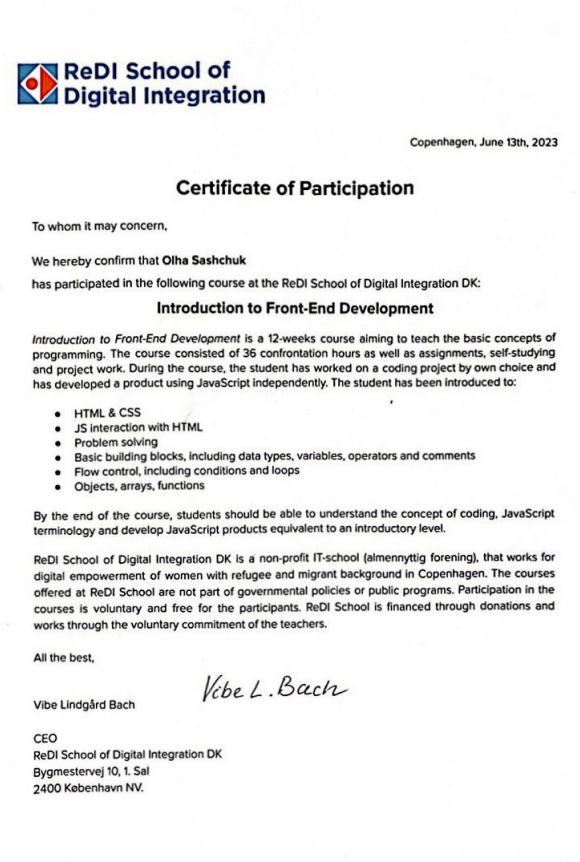 ReDI School of
Digital Integration
Copenhagen, June 13th, 2023
Certificate of Participation
To whom it may concern,
We hereby confirm that Olha Sashchuk
has participated in the following course at the ReDI School of Digital Integration DK:
Introduction to Front-End Development
Introduction to Front-End Development is a 12-weeks course aiming to teach the basic concepts of
programming. The course consisted of 36 confrontation hours as well as assignments, self-studying
and project work. During the course, the student has worked on a coding project by own choice and
has developed a product using JavaScript independently. The student has been introduced to:
• HTML & CSS
• JS interaction with HTML
• Problem solving
• Basic building blocks, including data types, variables, operators and comments
• Flow control, including conditions and loops
• Objects, arrays, functions
By the end of the course, students should be able to understand the concept of coding, JavaScript
terminology and develop JavaScript products equivalent to an introductory level.
ReDI School of Digital Integration DK is a non-profit IT-school (almennyttig forening), that works for
digital empowerment of women with refugee and migrant background in Copenhagen. The courses
offered at ReDI School are not part of governmental policies or public programs. Participation in the
courses is voluntary and free for the participants. ReDI School is financed through donations and
works through the voluntary commitment of the teachers.
All the best,
Vibe L. Bach
Vibe Lindgård Bach
CEO
ReDI School of Digital Integration DK
Bygmestervej 10, 1. Sal
2400 København NV.